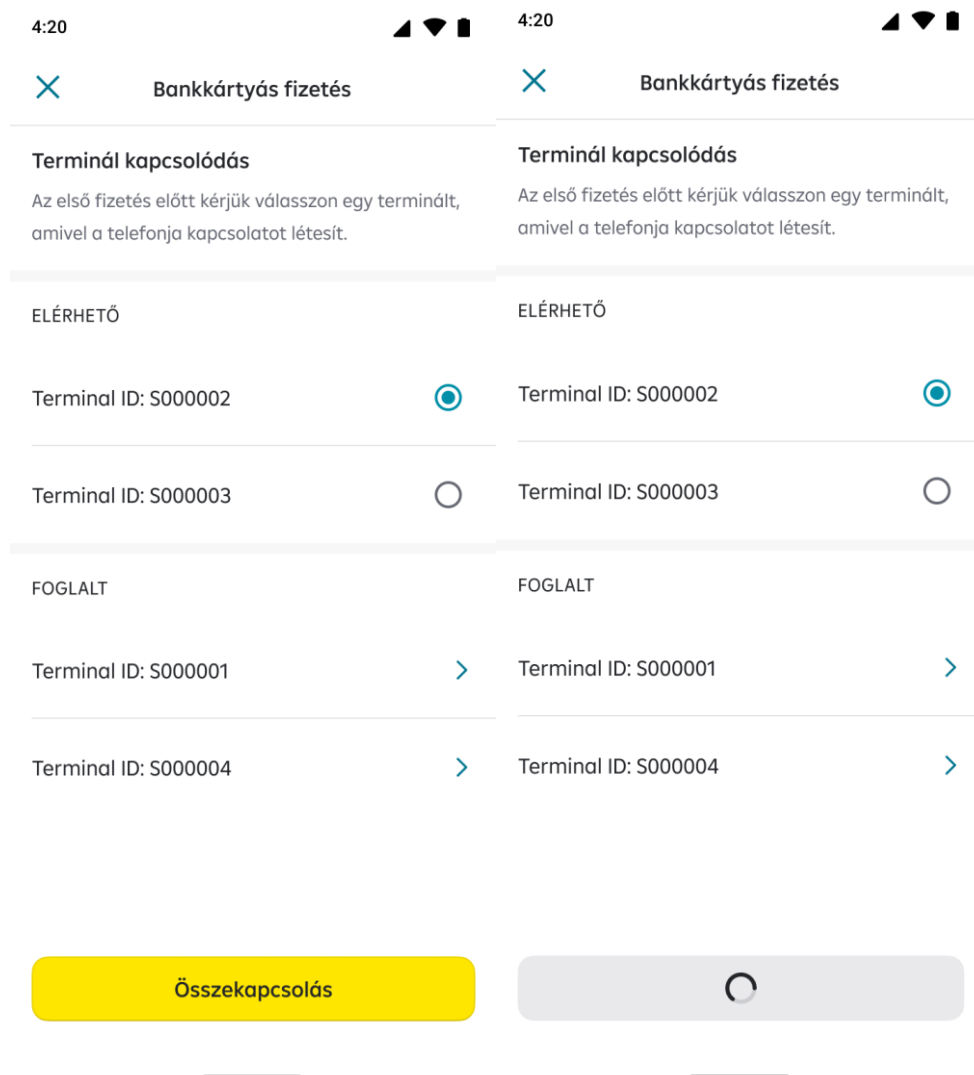 4:20
Bankkártyás fizetés
Terminál kapcsolódás
Az első fizetés előtt kérjük válasszon egy terminált,
amivel a telefonja kapcsolatot létesít.
ELÉRHETŐ
Terminal ID: S000002
Terminal ID: S000003
FOGLALT
Terminal ID: S000001
Terminal ID: S000004
Összekapcsolás
4:20
Bankkártyás fizetés
Terminál kapcsolódás
Az első fizetés előtt kérjük válasszon egy terminált,
amivel a telefonja kapcsolatot létesít.
ELÉRHETŐ
Terminal ID: S000002
Terminal ID: S000003
FOGLALT
Terminal ID: S000001
Terminal ID: S000004